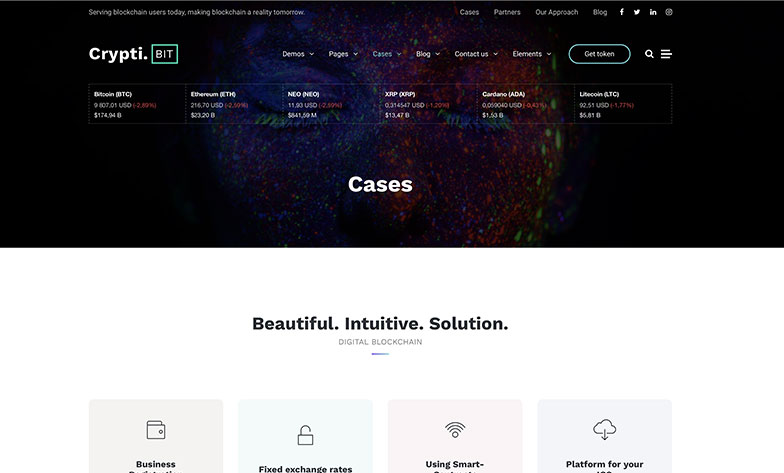 Serving blockchain users today, making blockchain a reality tomorrow.
Cases Partners Our Approach Blog
Crypti. BIT
Demos Pages Cases Blog Contact us Elements Get token
Bitcoin (BTC) Ethereum (ETH) NEO (NEO) XRP (XRP) Cardano (ADA) Litecoin (LTC)
9 807,01 USD (-2,89%) 216,70 USD (-2,59%) 11,93 USD (-2,59%) 0,314547 USD (-1,20%) 0,059040 USD (-0,43%) 92,51 USD (-1,77%)
$174,94 B $23,20 B $841,59 M $13,47 B $1,53 B $5,81 B
Cases
Beautiful. Intuitive. Solution.
DIGITAL BLOCKCHAIN
Business
Fixed exchange rates
Using Smart-
Platform for your